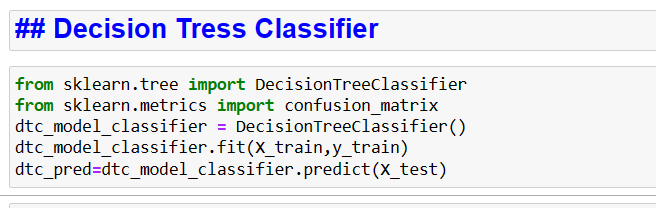 ## Decision Tress Classifier
from sklearn.tree import DecisionTreeClassifier
from sklearn.metrics import confusion_matrix
dtc_model_classifier = DecisionTreeClassifier()
dtc_model_classifier.fit(X_train,y_train)
dtc_pred=dtc_model_classifier.predict(X_test)